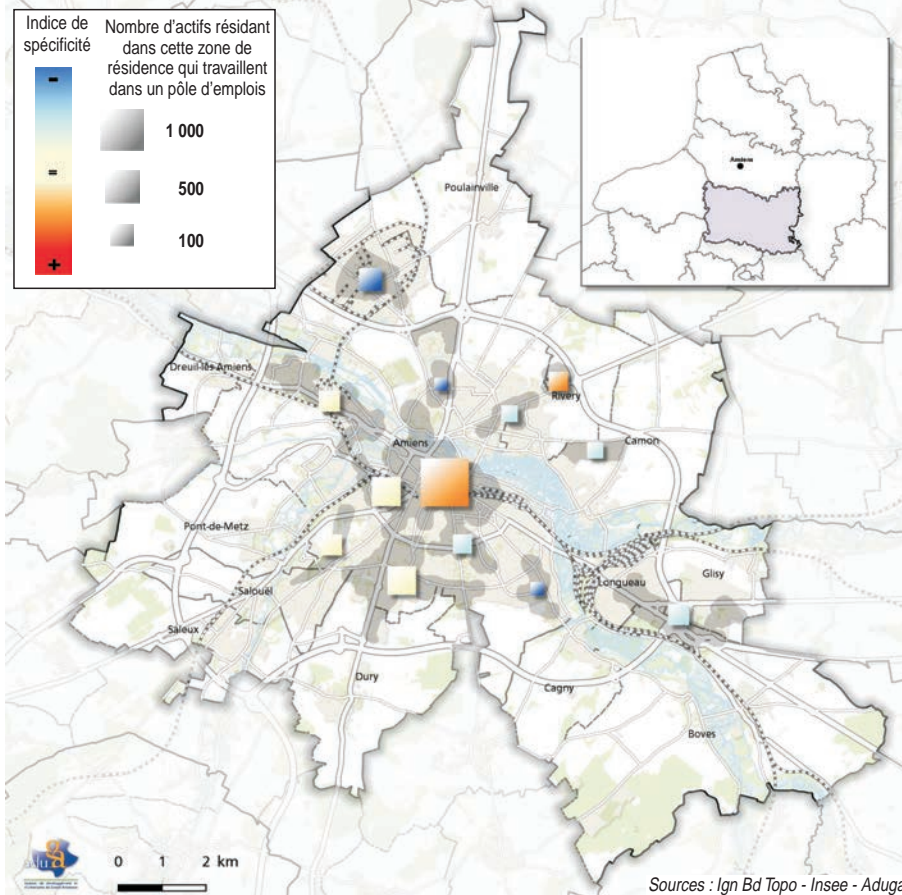 Indice de
spécificité
-
=
+
Nombre d'actifs résidant
dans cette zone de
résidence qui travaillent
dans un pôle d'emplois
1 000
500
100
Amiens
Poulainville
Dreuil-lès Amiens
Rivery
Camon
Amiens
Pont-de-Metz
Salouël
Longueau
Glisy
Saleux
Dury
Cagny
Boves
0 1 2 km
Sources : Ign Bd Topo - Insee - Aduga